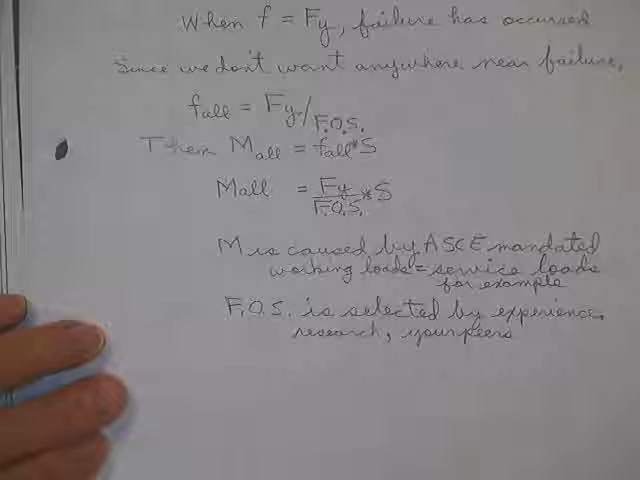 When f = Fy, failure has occurred
Since we don't want anywhere near failure,
fall = Fy/F.O.S.
Then Mall = fall*S
Mall = Fy/F.O.S. * S
M is caused by ASCE mandated
working loads = service loads
for example
F.O.S. is selected by experience,
research, your peers